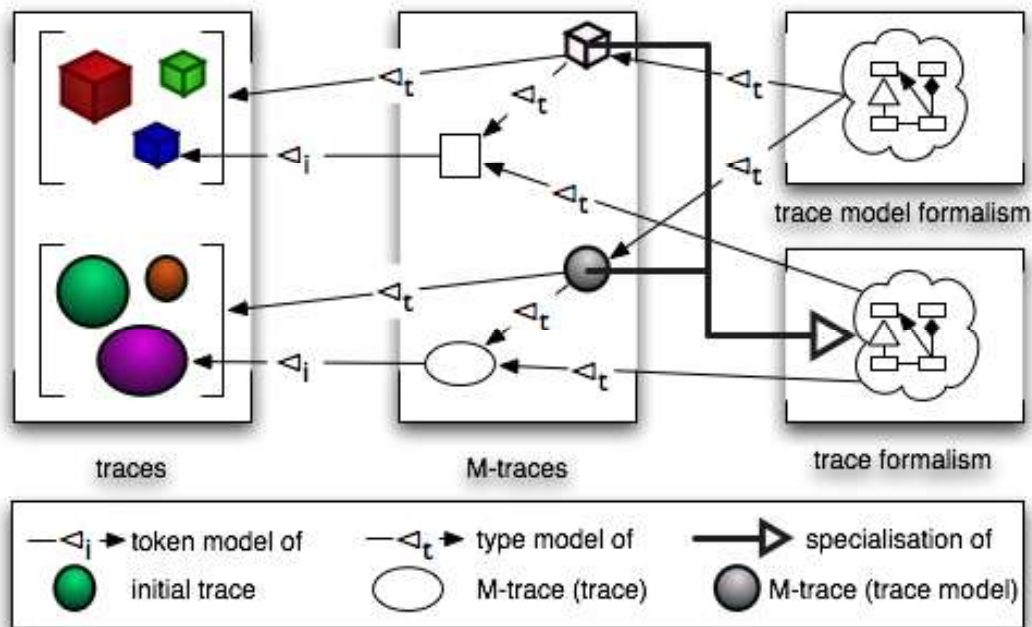 ◁t
◁t
◁t
◁i
◁t
◁t
trace model formalism
◁t
◁t
◁i
◁t
traces
M-traces
trace formalism
◁i token model of
◁t type model of
specialisation of
initial trace
M-trace (trace)
M-trace (trace model)